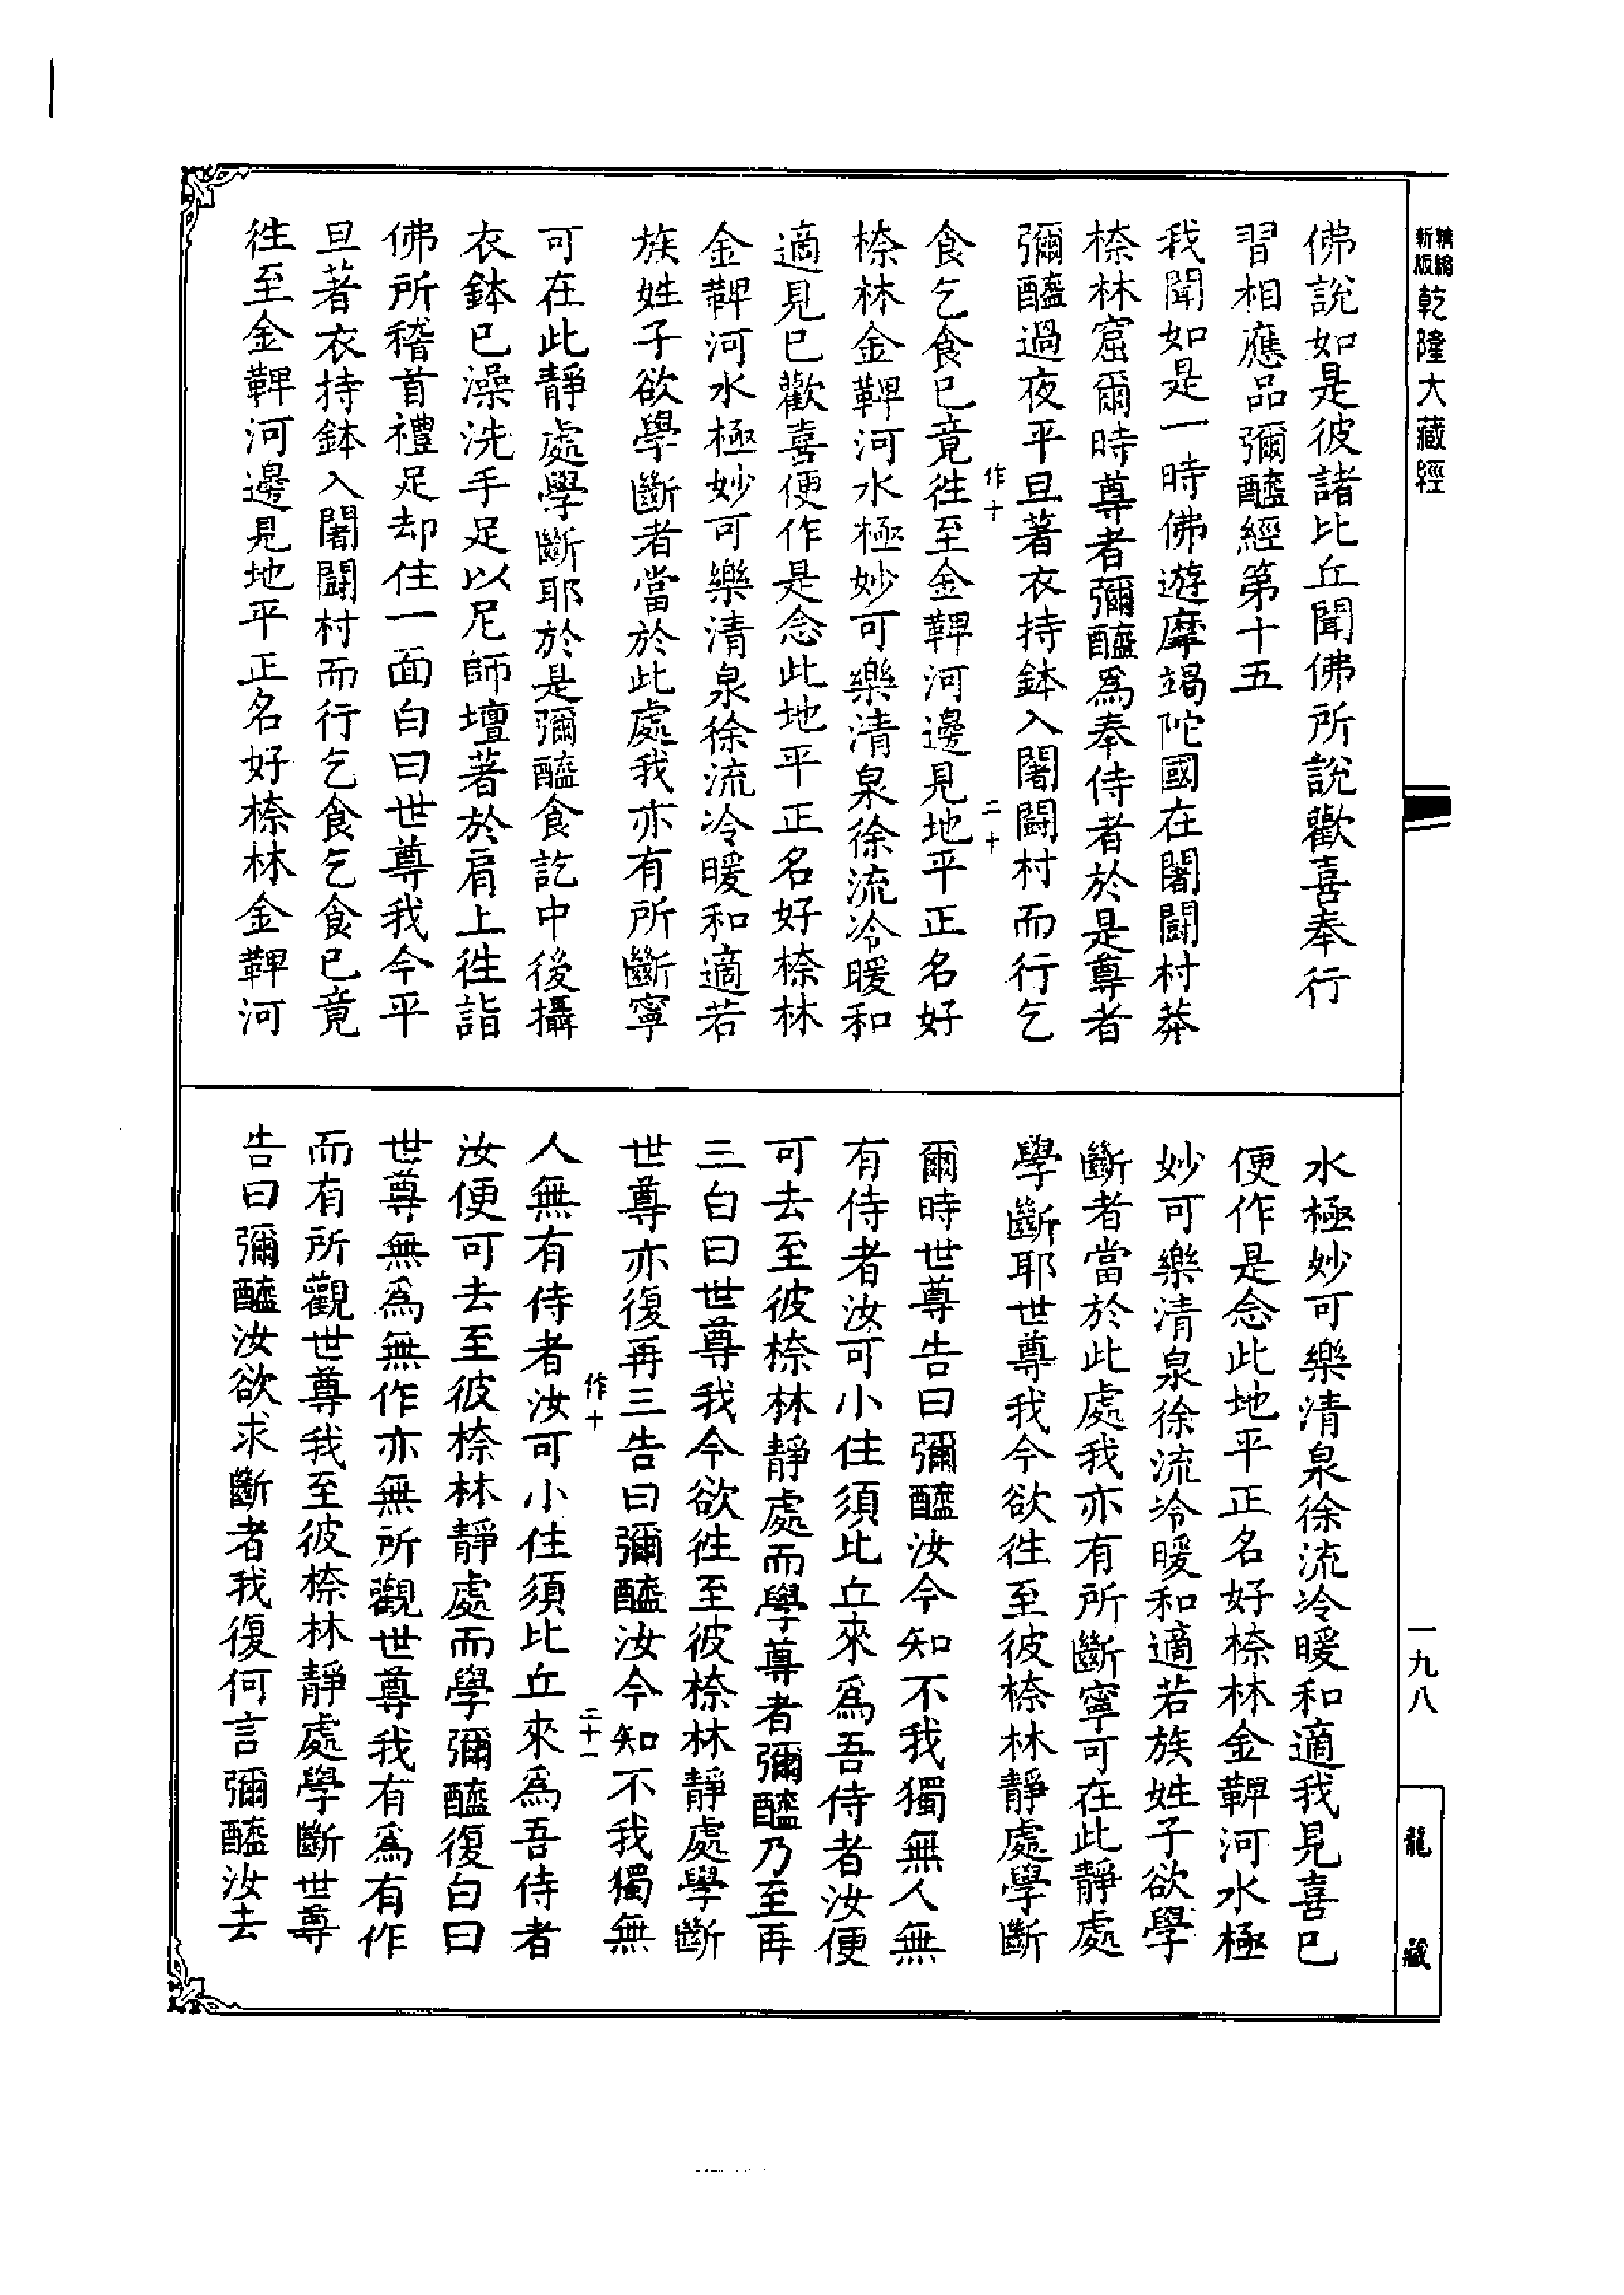 精縮
新版
乾隆大藏經
佛說如是彼諸比丘聞佛所說歡喜奉行
習相應品彌醯經第十五
我聞如是一時佛遊摩竭陀國在闍鬪村莽
㮈林窟爾時尊者彌醯爲奉侍者於是尊者
彌醯過夜平旦著衣持鉢入闍鬪村而行乞
作十
二十
食乞食已竟徃至金鞞河邊見地平正名好
㮈林金鞞河水極妙可樂清泉徐流冷暖和
適見已歡喜便作是念此地平正名好㮈林
金鞞河水極妙可樂清泉徐流冷暖和適若
族姓子欲學斷者當於此處我亦有所斷寧
可在此靜處學斷耶於是彌醯食訖中後攝
衣鉢已澡洗手足以尼師壇著於肩上徃詣
佛所稽首禮足却住一面白曰世尊我今平
旦著衣持鉢入闍鬪村而行乞食乞食已竟
徃至金鞞河邊見地平正名好㮈林金鞞河
水極妙可樂清泉徐流冷暖和適我見喜已
便作是念此地平正名好㮈林金鞞河水極
妙可樂清泉徐流冷暖和適若族姓子欲學
斷者當於此處我亦有所斷寧可在此靜處
學斷耶世尊我今欲徃至彼㮈林靜處學斷
爾時世尊告曰彌醯汝今知不我獨無人無
有侍者汝可小住須比丘來爲吾侍者汝便
可去至彼㮈林靜處而學尊者彌醯乃至再
三白曰世尊我今欲徃至彼㮈林靜處學斷
世尊亦復再三告曰彌醯汝今知不我獨無
作十
二十一
人無有侍者汝可小住須比丘來爲吾侍者
汝便可去至彼㮈林靜處而學彌醯復白曰
世尊無爲無作亦無所觀世尊我有爲有作
而有所觀世尊我至彼㮈林靜處學斷世尊
告曰彌醯汝欲求斷者我復何言彌醯汝去
一九八
龍藏